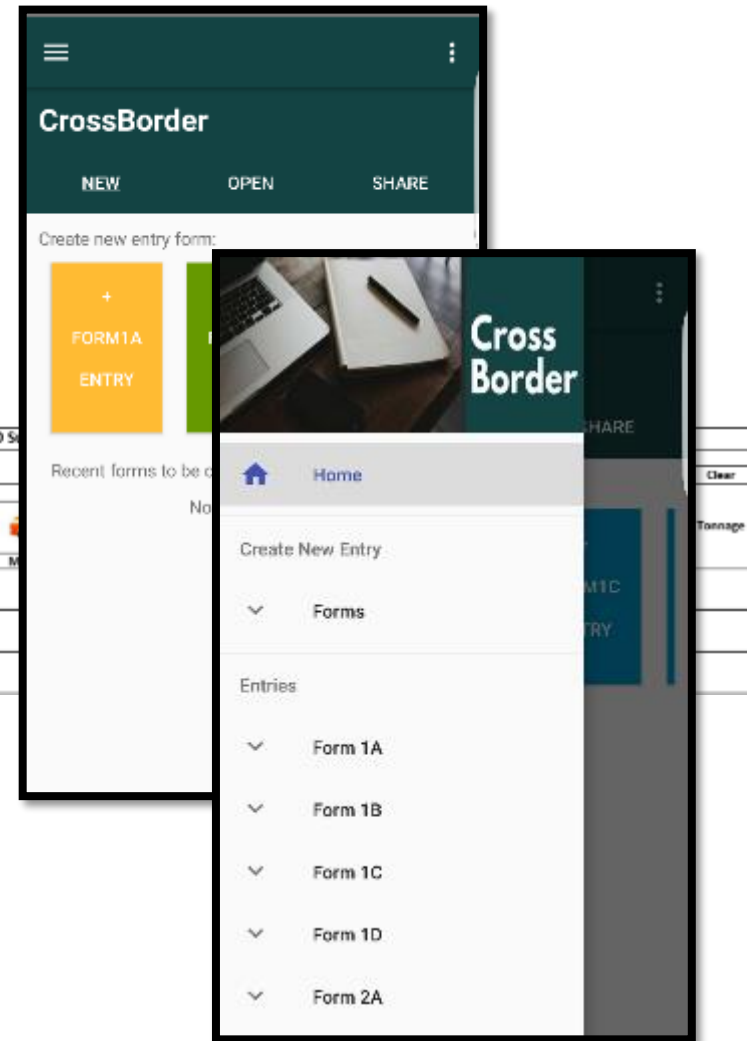 CrossBorder
NEW OPEN SHARE
Create new entry form:
+
FORM1A
ENTRY
Recent forms to be
No
Cross
Border
SHARE
Home
Create New Entry
Forms
Entries
Form 1A
Form 1B
Form 1C
Form 1D
Form 2A
M1C
TRY
Clear
Tonnage